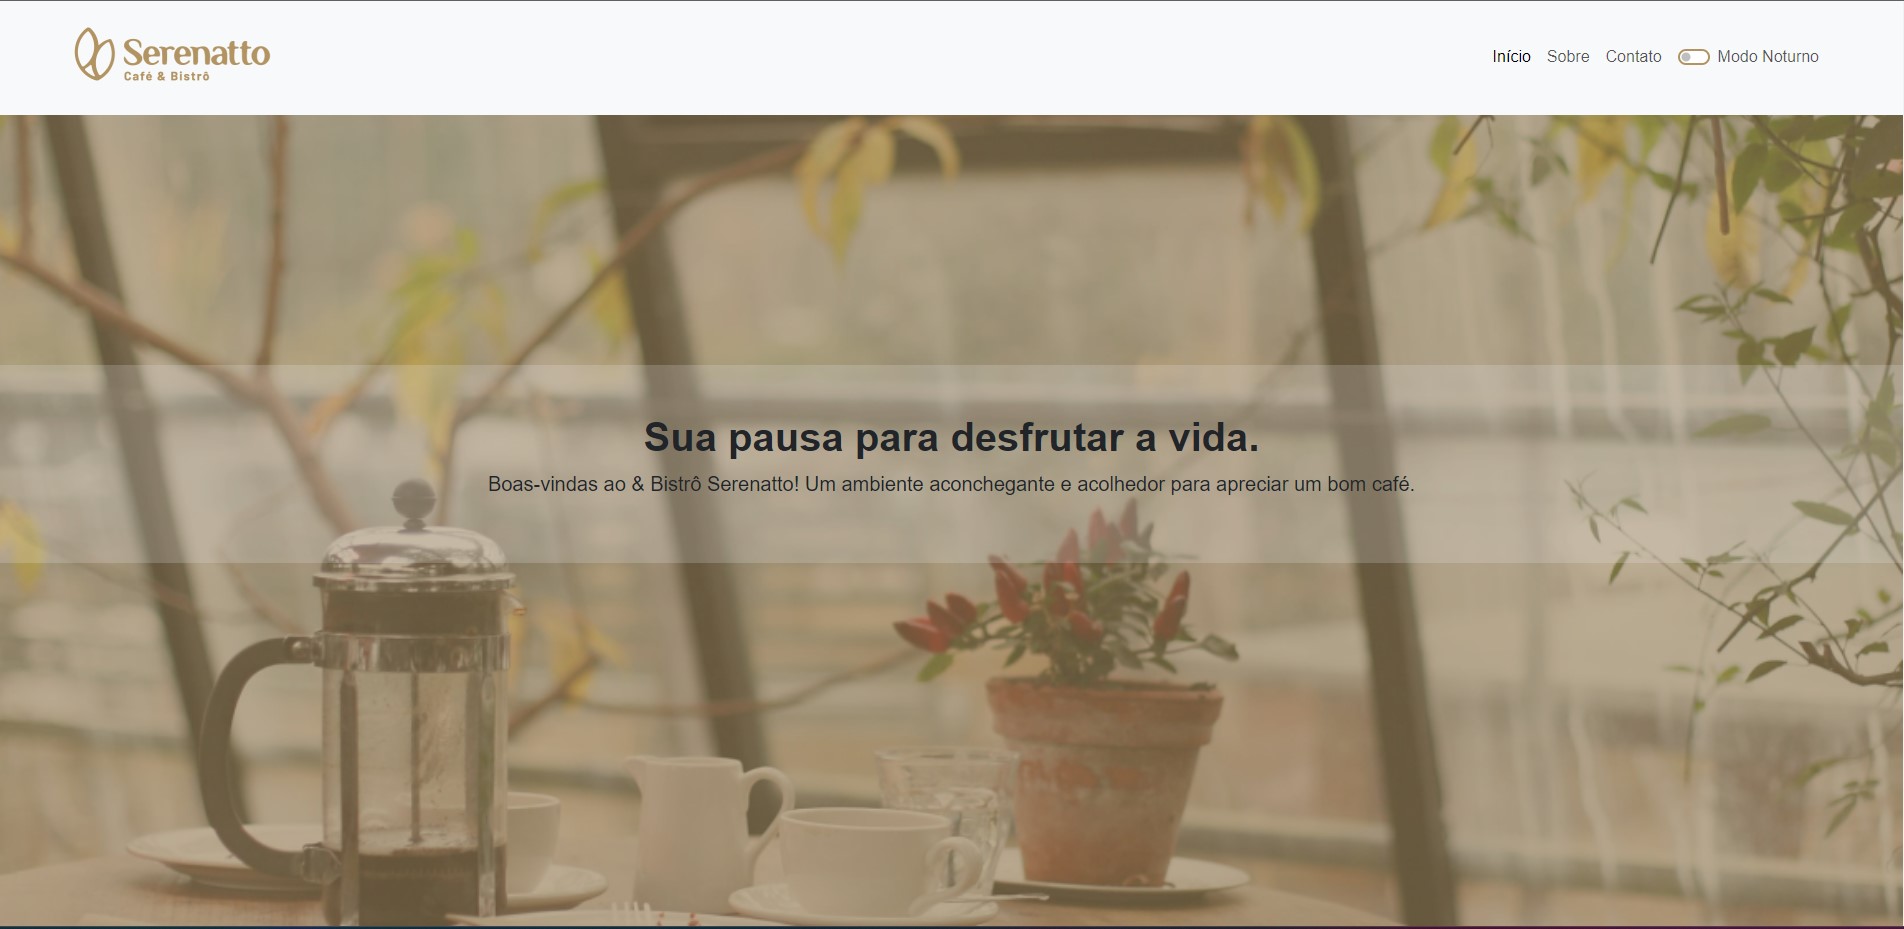 Serenatto
Café & Bistrô
Início Sobre Contato Modo Noturno
Sua pausa para desfrutar a vida.
Boas-vindas ao & Bistrô Serenatto! Um ambiente aconchegante e acolhedor para apreciar um bom café.